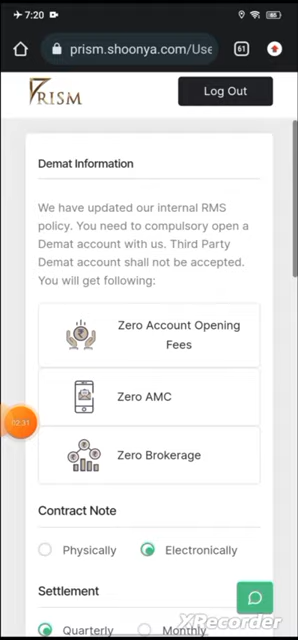 7:20
prism.shoonya.com/Use
61
PRISM
Log Out
Demat Information
We have updated our internal RMS
policy. You need to compulsory open a
Demat account with us. Third Party
Demat account shall not be accepted.
You will get following:
Zero Account Opening
Fees
Zero AMC
Zero Brokerage
02:31
Contract Note
Physically
Electronically
Settlement
Quarterly
Monthly
XRecorder